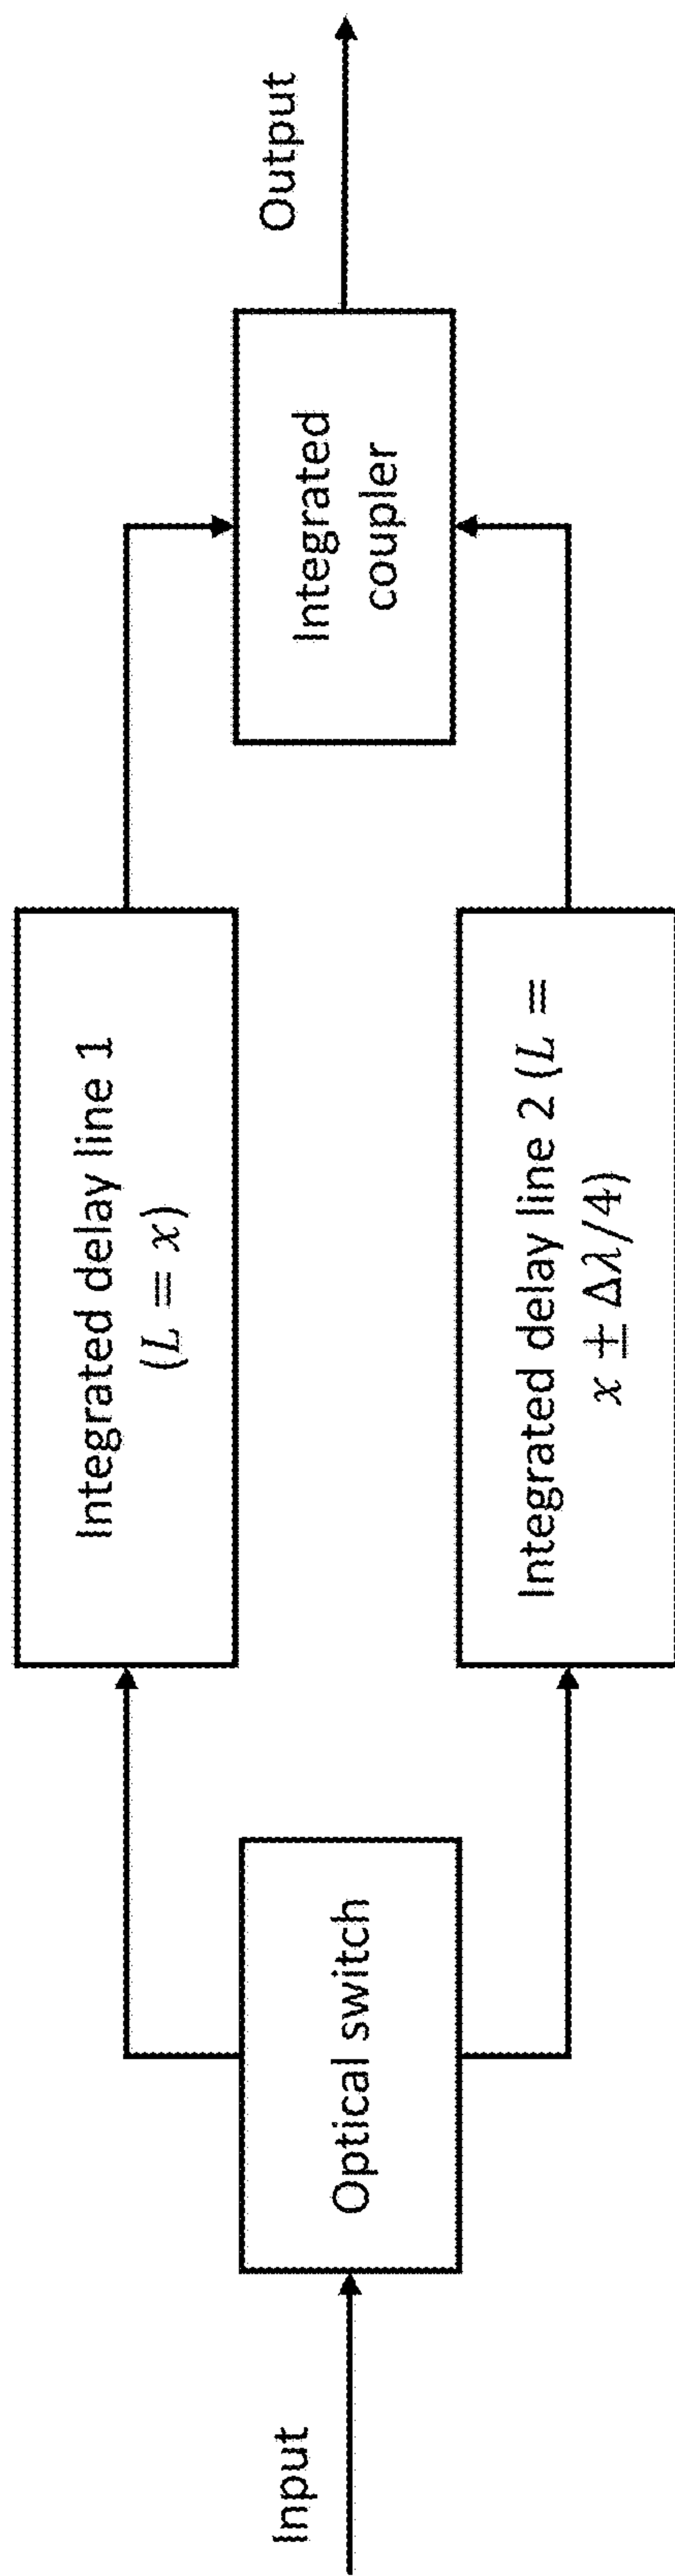 Input
Optical switch
Integrated delay line 1
(L = x)
Integrated delay line 2 (L =
x ± Δλ/4)
Integrated
coupler
Output